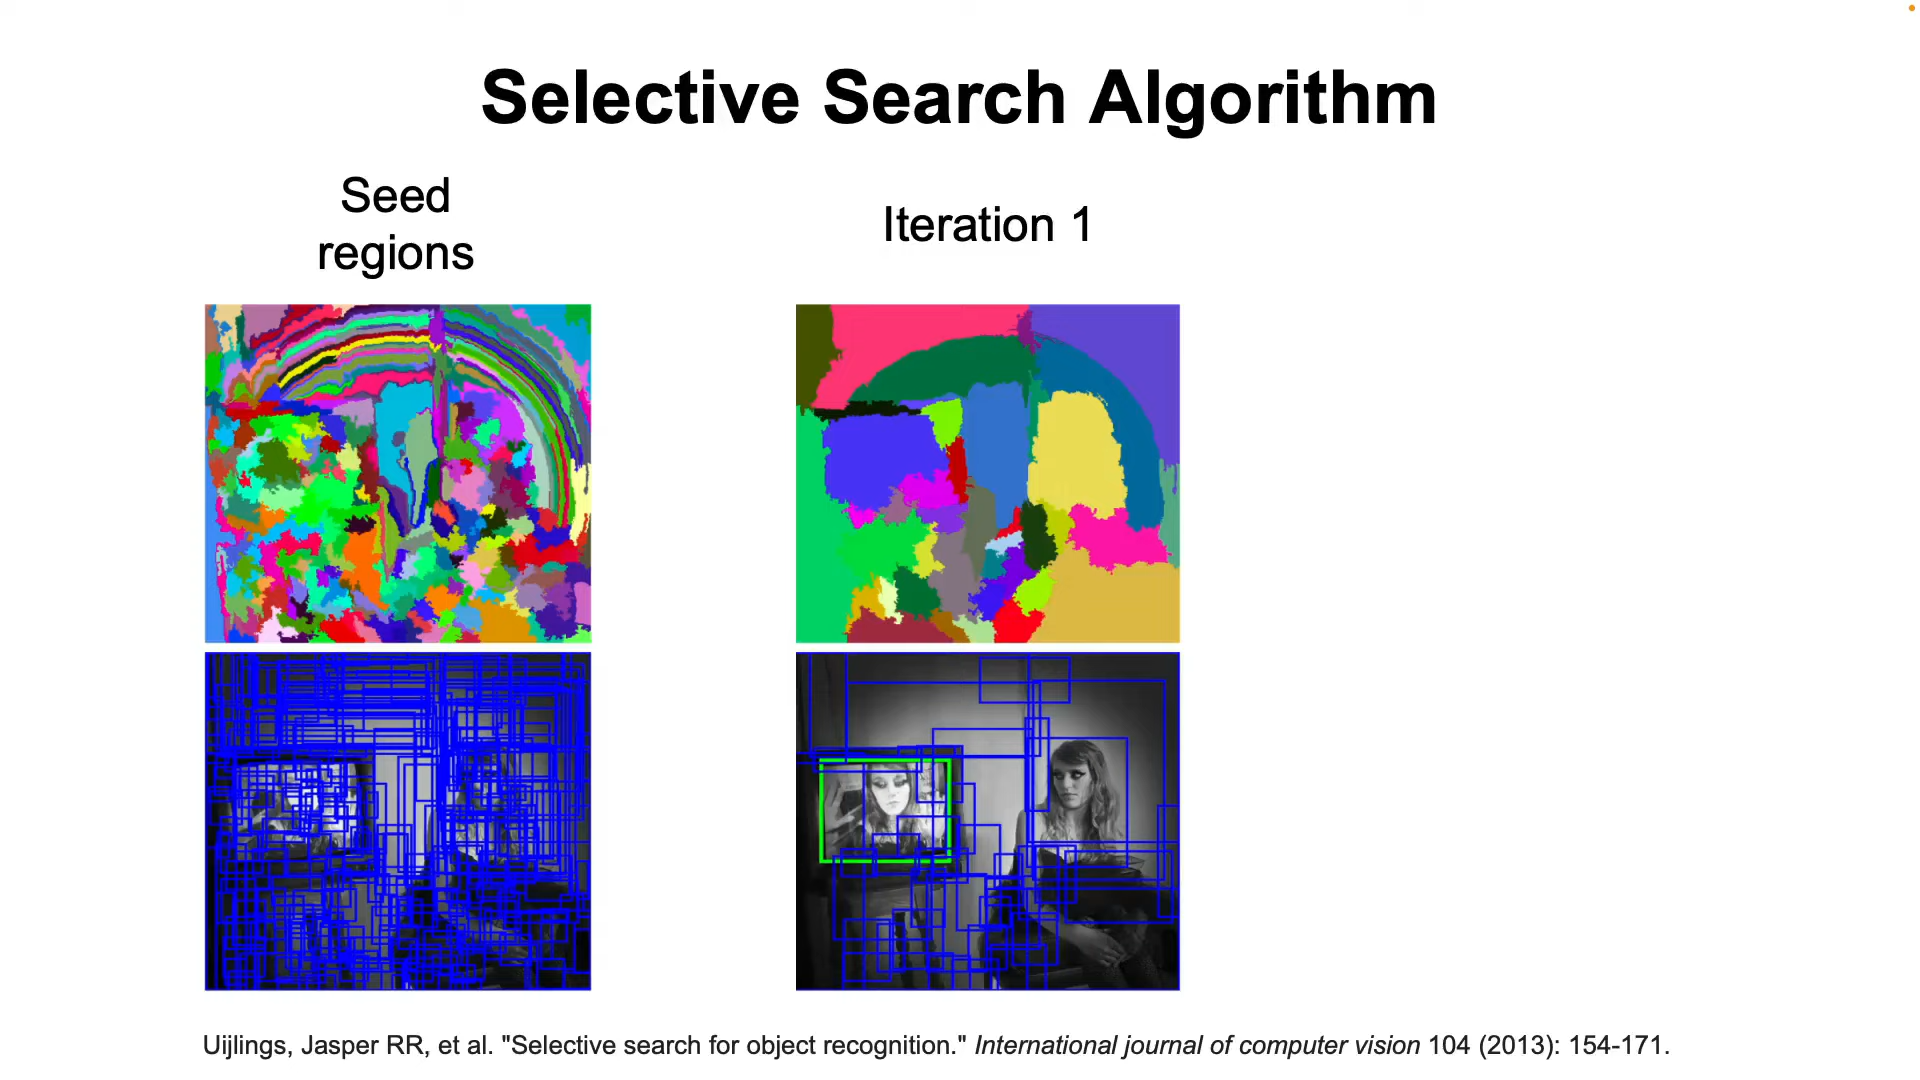 Selective Search Algorithm
Seed
regions
Iteration 1
Uijlings, Jasper RR, et al. "Selective search for object recognition." International journal of computer vision 104 (2013): 154-171.